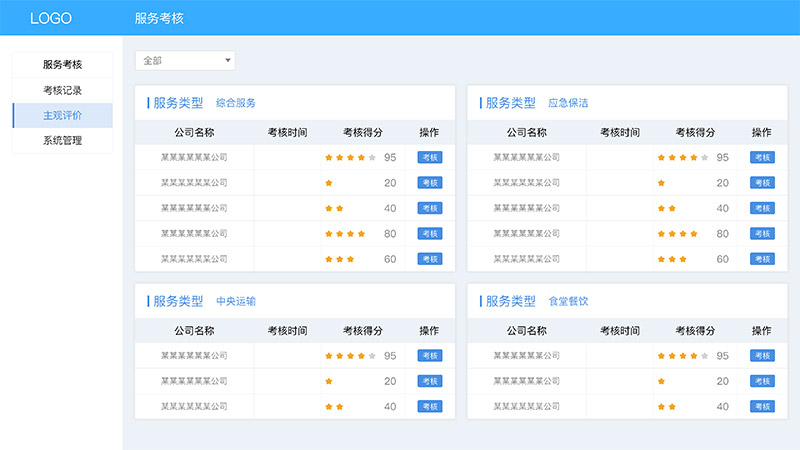 LOGO 服务考核
服务考核
考核记录
主观评价
系统管理
全部
服务类型 综合服务
公司名称 考核时间 考核得分 操作
某某某某某某公司 95 考核
某某某某某某公司 20 考核
某某某某某某公司 40 考核
某某某某某某公司 80 考核
某某某某某某公司 60 考核
服务类型 应急保洁
公司名称 考核时间 考核得分 操作
某某某某某某公司 95 考核
某某某某某某公司 20 考核
某某某某某某公司 40 考核
某某某某某某公司 80 考核
某某某某某某公司 60 考核
服务类型 中央运输
公司名称 考核时间 考核得分 操作
某某某某某某公司 95 考核
某某某某某某公司 20 考核
某某某某某某公司 40 考核
服务类型 食堂餐饮
公司名称 考核时间 考核得分 操作
某某某某某某公司 95 考核
某某某某某某公司 20 考核
某某某某某某公司 40 考核